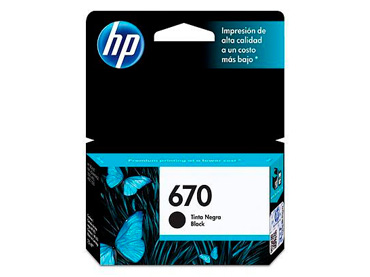 hp
Impresión de
alta calidad
a un costo
más bajo*
670
Tinta Negra
Black